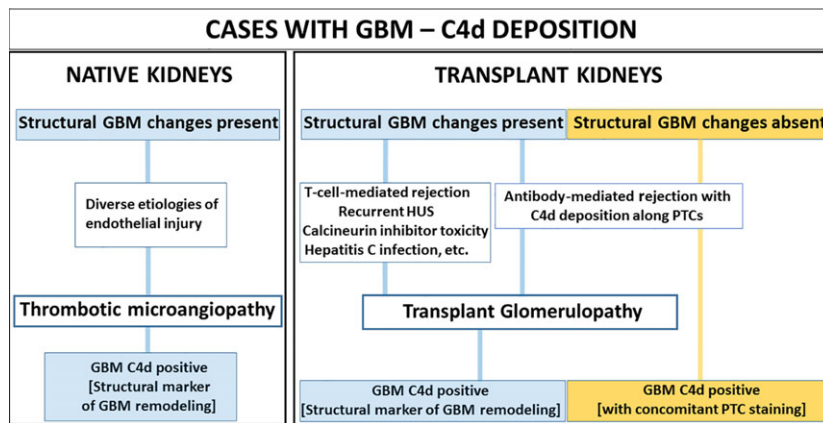 CASES WITH GBM – C4d DEPOSITION
NATIVE KIDNEYS
Structural GBM changes present
Diverse etiologies of
endothelial injury
Thrombotic microangiopathy
GBM C4d positive
[Structural marker
of GBM remodeling]
TRANSPLANT KIDNEYS
Structural GBM changes present
Structural GBM changes absent
T-cell-mediated rejection
Recurrent HUS
Calcineurin inhibitor toxicity
Hepatitis C infection, etc.
Antibody-mediated rejection with
C4d deposition along PTCs
Transplant Glomerulopathy
GBM C4d positive
[Structural marker of GBM remodeling]
GBM C4d positive
[with concomitant PTC staining]